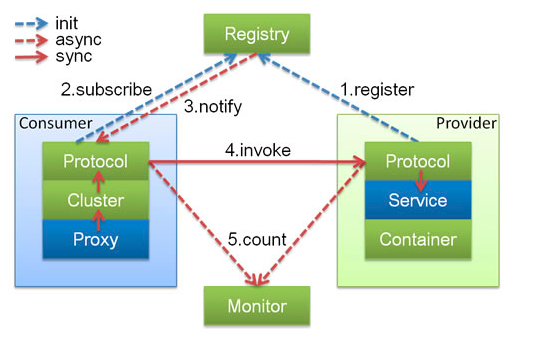 init
async
sync
Registry
2.subscribe
3.notify
1.register
Consumer
Provider
Protocol
4.invoke
Protocol
Cluster
Service
Proxy
5.count
Container
Monitor